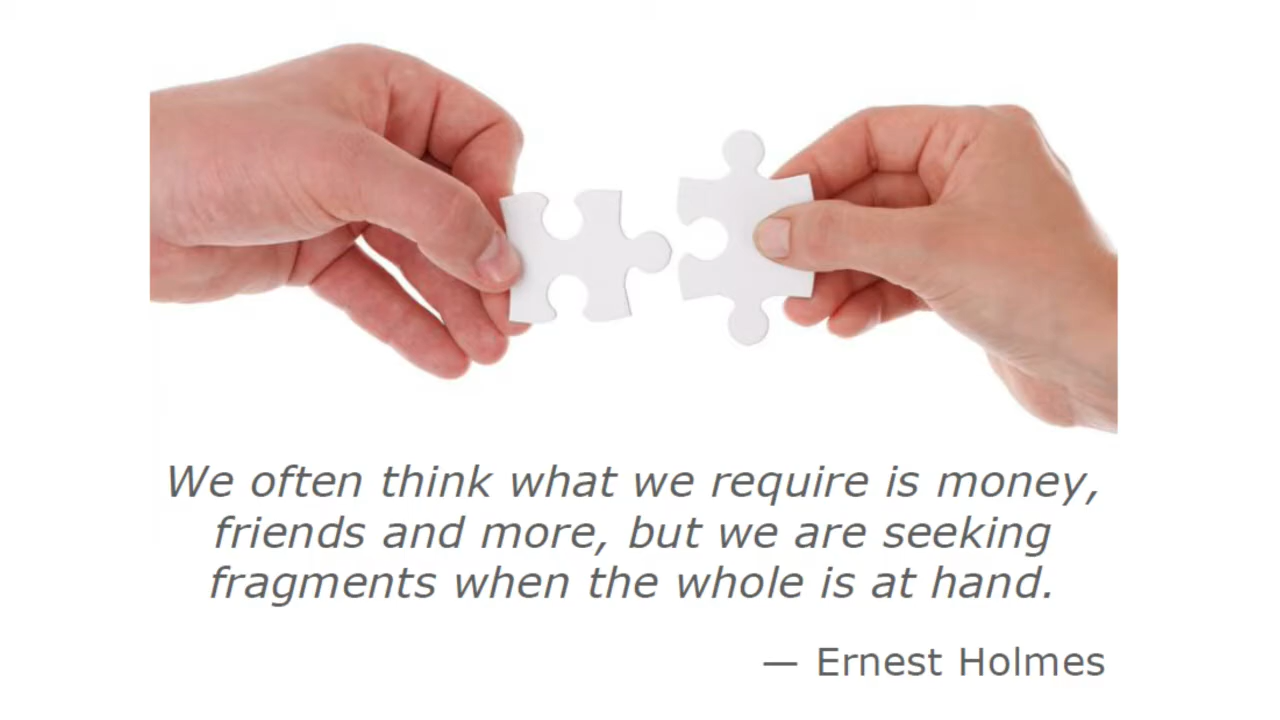 We often think what we require is money,
friends and more, but we are seeking
fragments when the whole is at hand.
— Ernest Holmes